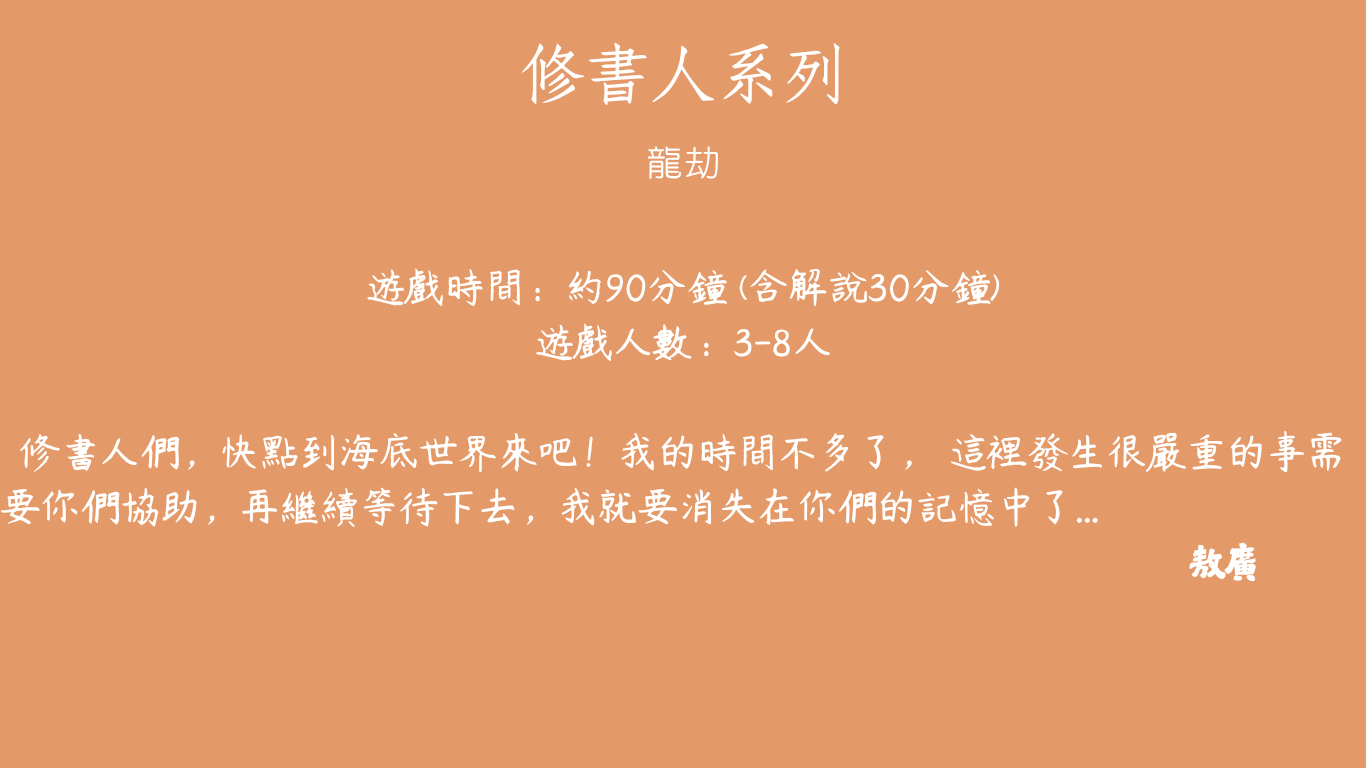 修書人系列
龍劫
遊戲時間：約90分鐘(含解說30分鐘)
遊戲人數：3-8人
修書人們，快點到海底世界來吧！我的時間不多了， 這裡發生很嚴重的事需
要你們協助，再繼續等待下去，我就要消失在你們的記憶中了...
敖廣